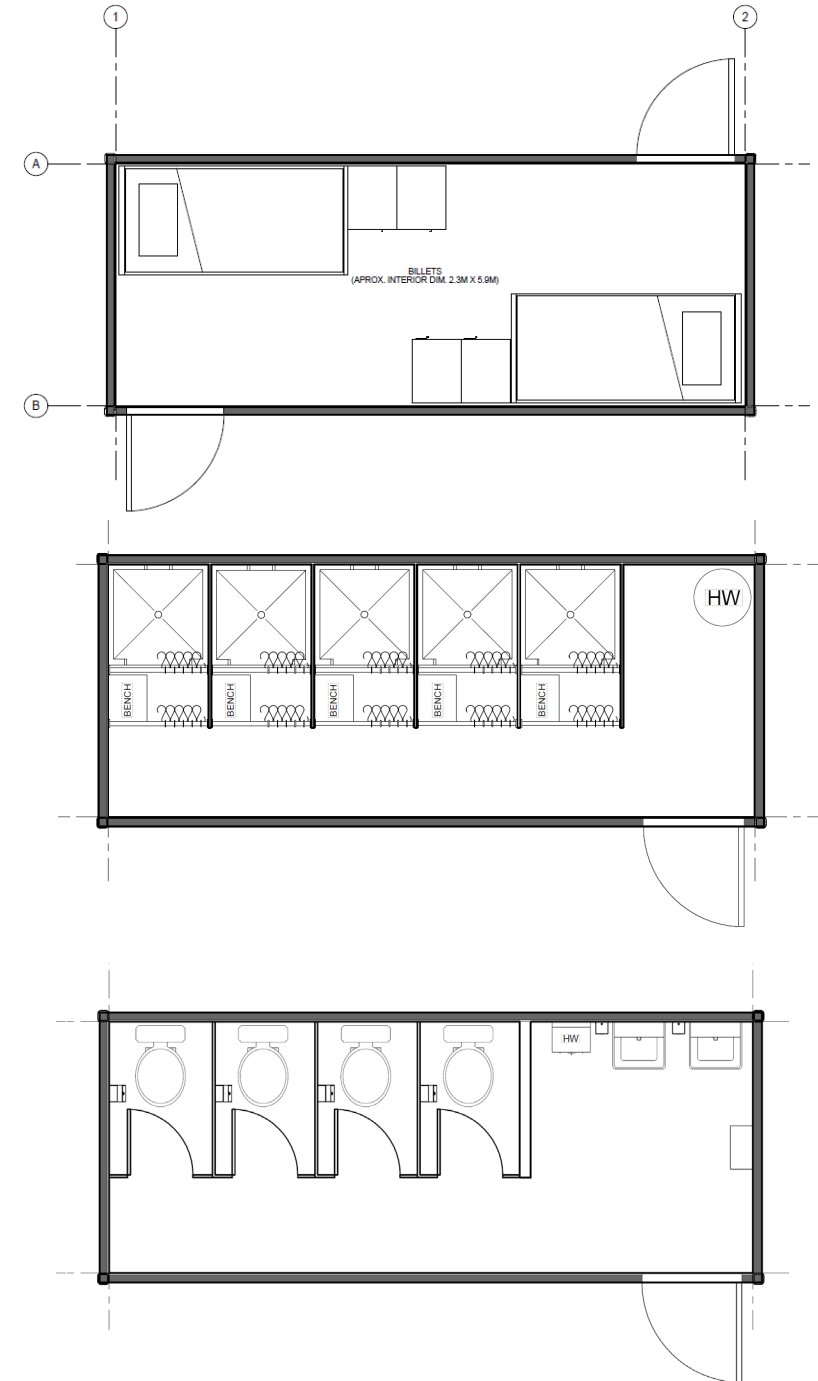 1
2
A
BILLETS
(APROX. INTERIOR DIM. 2.3M X 5.9M)
B
HW
BENCH
BENCH
BENCH
BENCH
BENCH
HW